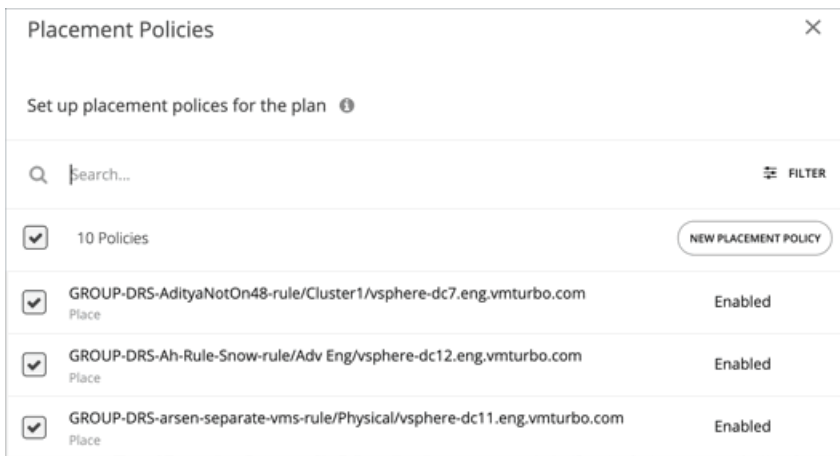 Placement Policies
Set up placement polices for the plan
Search...
FILTER
10 Policies
NEW PLACEMENT POLICY
GROUP-DRS-AdityaNotOn48-rule/Cluster1/vsphere-dc7.eng.vmturbo.com
Enabled
Place
GROUP-DRS-Ah-Rule-Snow-rule/Adv Eng/vsphere-dc12.eng.vmturbo.com
Enabled
Place
GROUP-DRS-arsen-separate-vms-rule/Physical/vsphere-dc11.eng.vmturbo.com
Enabled
Place